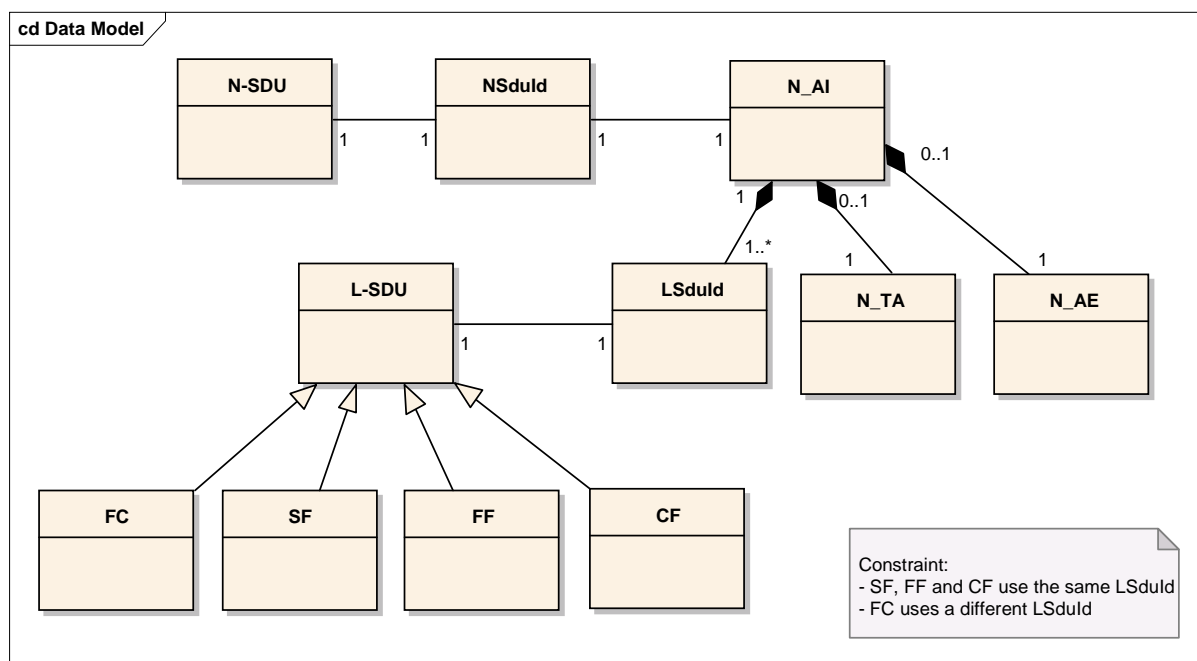 cd Data Model
N-SDU
NSduId
N_AI
1
1
1
1
0..1
1
0..1
1..*
1
1
L-SDU
LSduId
N_TA
N_AE
1
1
FC
SF
FF
CF
Constraint:
- SF, FF and CF use the same LSduId
- FC uses a different LSduId